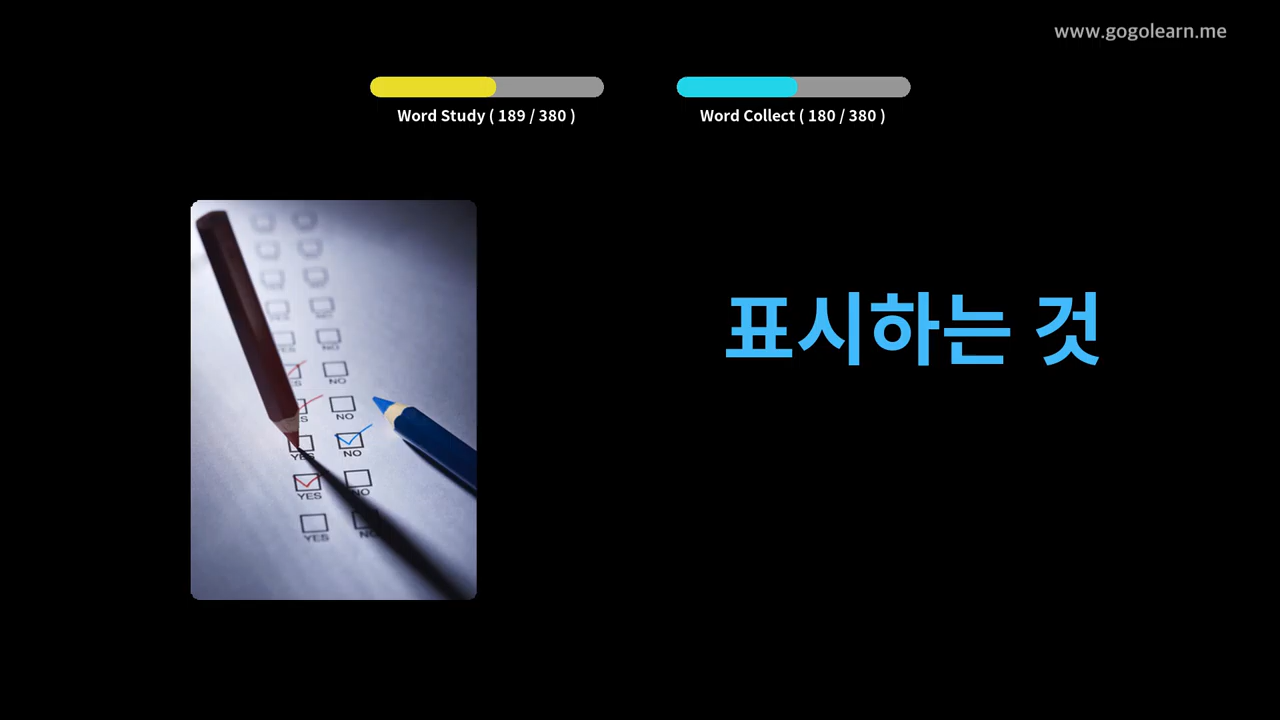 www.gogolearn.me
Word Study ( 189 / 380 )
Word Collect ( 180 / 380 )
표시하는 것
NO
NO
YES
NO
YES
NO
YES
NO